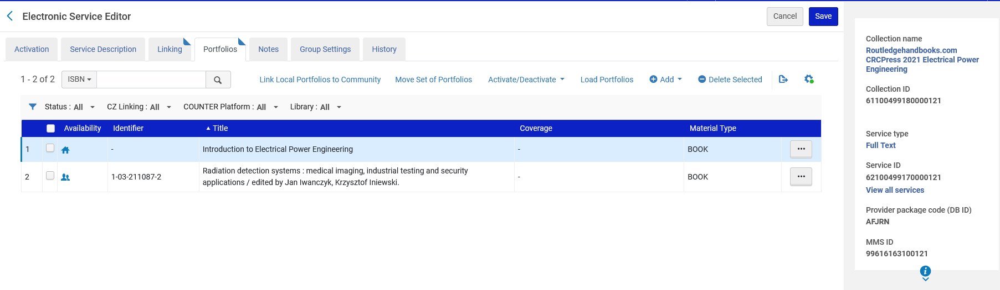 Electronic Service Editor
Cancel
Save
Activation
Service Description
Linking
Portfolios
Notes
Group Settings
History
1 - 2 of 2
ISBN
Link Local Portfolios to Community
Move Set of Portfolios
Activate/Deactivate
Load Portfolios
Add
Delete Selected
Status : All
CZ Linking : All
COUNTER Platform : All
Library : All
Availability
Identifier
Title
Coverage
Material Type
1
-
Introduction to Electrical Power Engineering
-
BOOK
2
1-03-211087-2
Radiation detection systems : medical imaging, industrial testing and security
applications / edited by Jan Iwanczyk, Krzysztof Iniewski.
-
BOOK
Collection name
Routledgehandbooks.com
CRCPress 2021 Electrical Power
Engineering
Collection ID
61100499180000121
Service type
Full Text
Service ID
62100499170000121
View all services
Provider package code (DB ID)
AFJRN
MMS ID
99616163100121